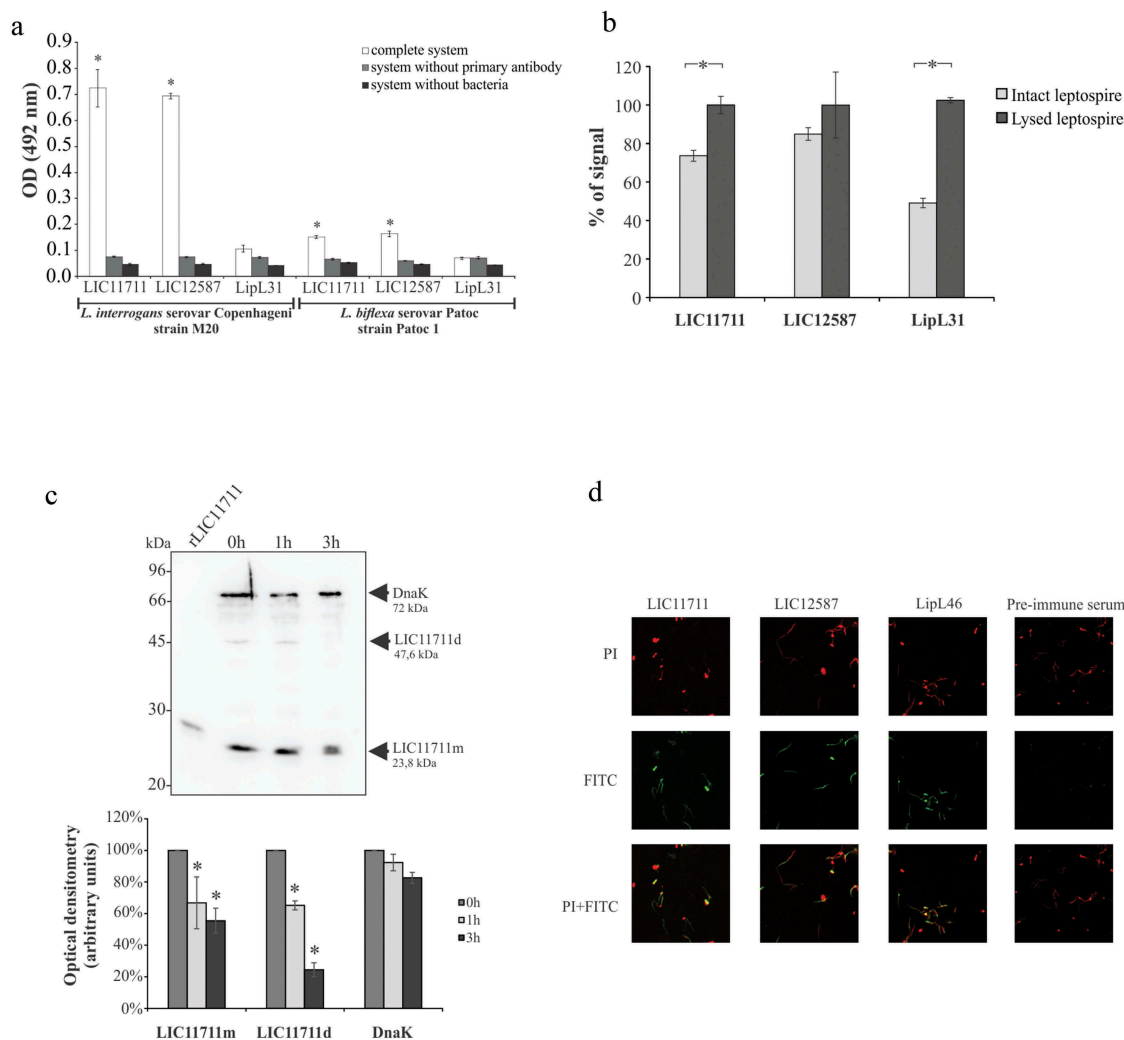 a
0.9
0.8
0.7
0.6
0.5
0.4
0.3
0.2
0.1
0.0
OD (492 nm)
complete system
system without primary antibody
system without bacteria
* * * *
LIC11711 LIC12587 LipL31 LIC11711 LIC12587 LipL31
L. interrogans serovar Copenhageni
strain M20
L. biflexa serovar Patoc
strain Patoc 1
b
120
100
80
60
40
20
0
% of signal
* *
Intact leptospire
Lysed leptospire
LIC11711 LIC12587 LipL31
c
kDa rLIC11711 0h 1h 3h
96
66
45
30
20
DnaK
72 kDa
LIC11711d
47,6 kDa
LIC11711m
23,8 kDa
120%
100%
80%
60%
40%
20%
0%
Optical densitometry
(arbitrary units)
* * * *
0h
1h
3h
LIC11711m LIC11711d DnaK
d
LIC11711 LIC12587 LipL46 Pre-immune serum
PI
FITC
PI+FITC